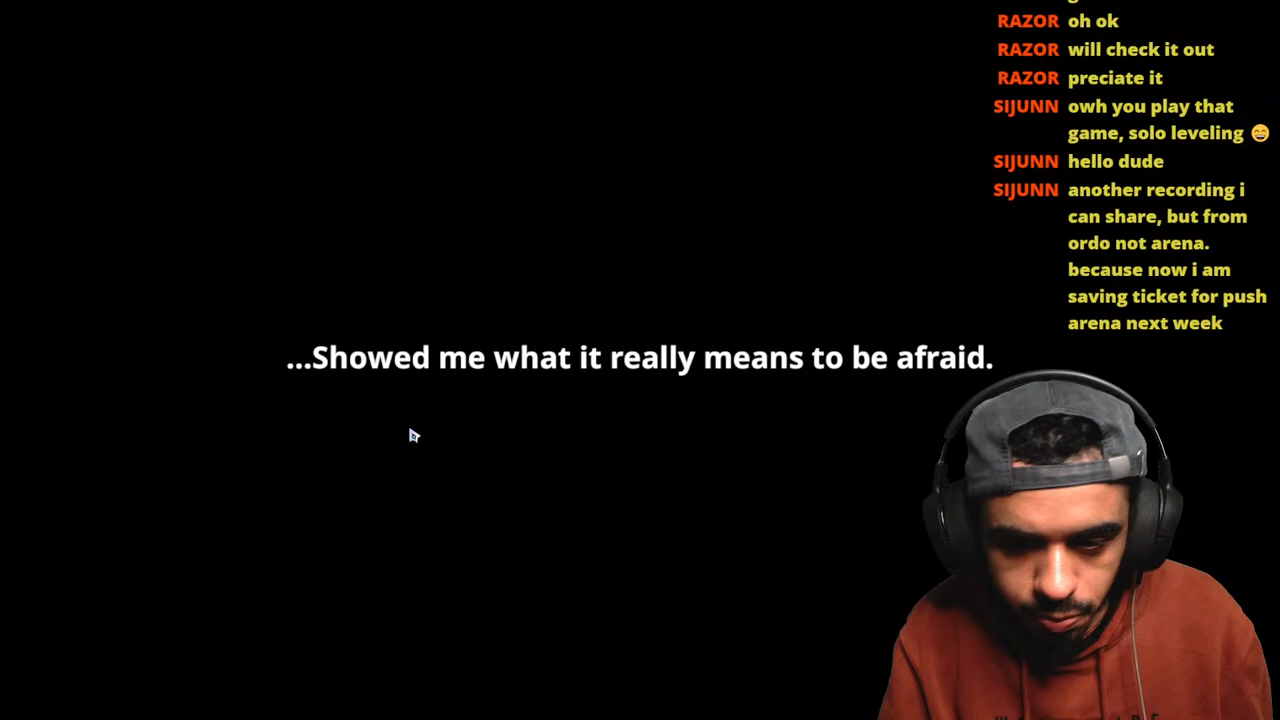 RAZOR oh ok
RAZOR will check it out
RAZOR preciate it
SIJUNN owh you play that
game, solo leveling 😄
SIJUNN hello dude
SIJUNN another recording i
can share, but from
ordo not arena.
because now i am
saving ticket for push
arena next week
...Showed me what it really means to be afraid.